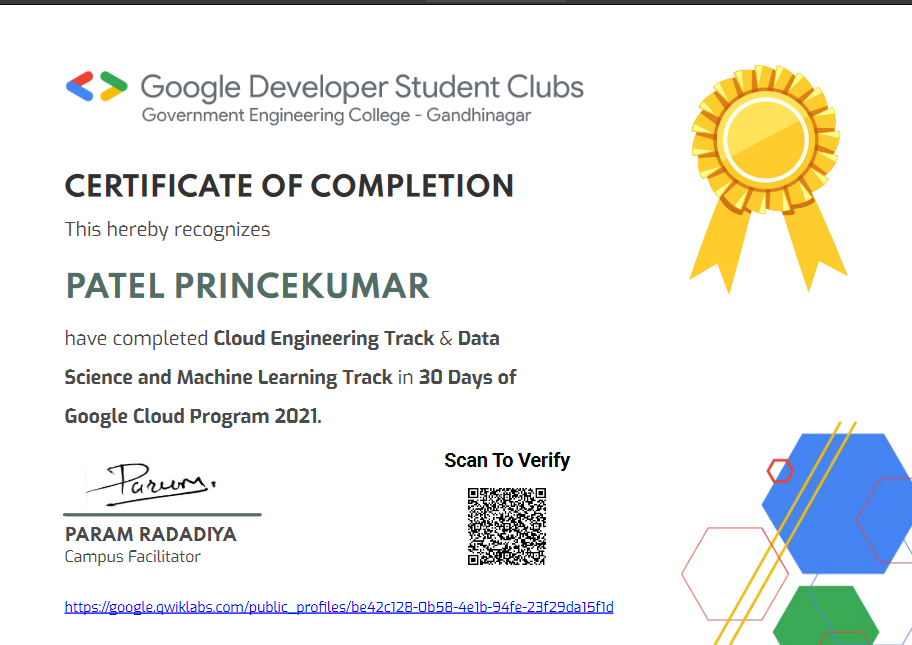 Google Developer Student Clubs
Government Engineering College - Gandhinagar
CERTIFICATE OF COMPLETION
This hereby recognizes
PATEL PRINCEKUMAR
have completed Cloud Engineering Track & Data
Science and Machine Learning Track in 30 Days of
Google Cloud Program 2021.
Param.
PARAM RADADIYA
Campus Facilitator
Scan To Verify
https://google.qwiklabs.com/public_profiles/be42c128-0b58-4e1b-94fe-23f29da15f1d